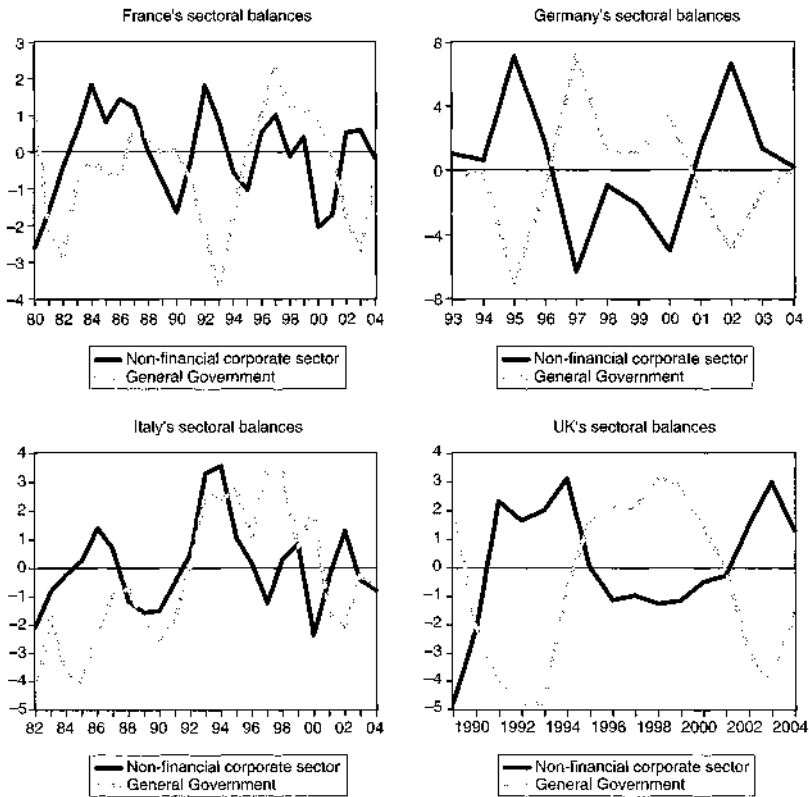 France's sectoral balances
3
2
1
0
-1
-2
-3
-4
80 82 84 86 88 90 92 94 96 98 00 02 04
Non-financial corporate sector
General Government
Germany's sectoral balances
8
4
0
-4
-8
93 94 95 96 97 98 99 00 01 02 03 04
Non-financial corporate sector
General Government
Italy's sectoral balances
4
3
2
1
0
-1
-2
-3
-4
-5
82 84 86 88 90 92 94 96 98 00 02 04
Non-financial corporate sector
General Government
UK's sectoral balances
4
3
2
1
0
-1
-2
-3
-4
-5
1990 1992 1994 1996 1998 2000 2002 2004
Non-financial corporate sector
General Government